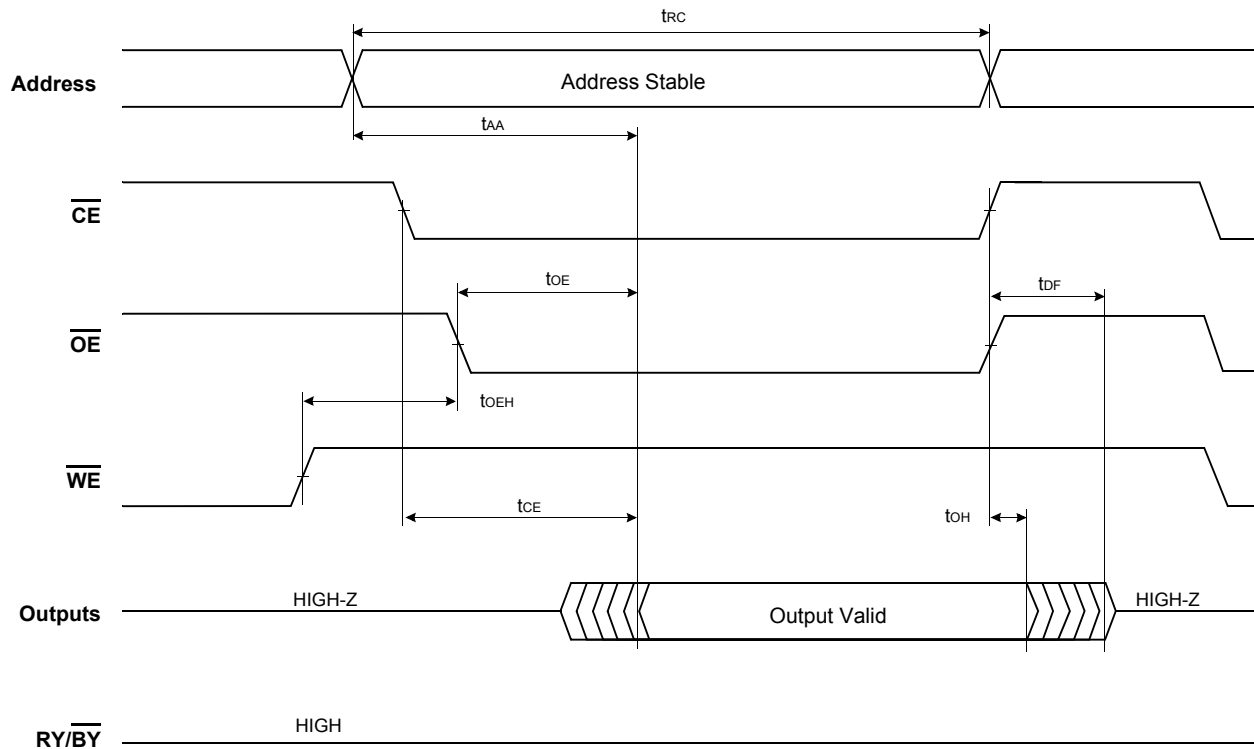 tRC
Address
Address Stable
tAA
CE
tOE
tDF
OE
tOEH
WE
tCE
tOH
HIGH-Z
HIGH-Z
Outputs
Output Valid
HIGH
RY/BY